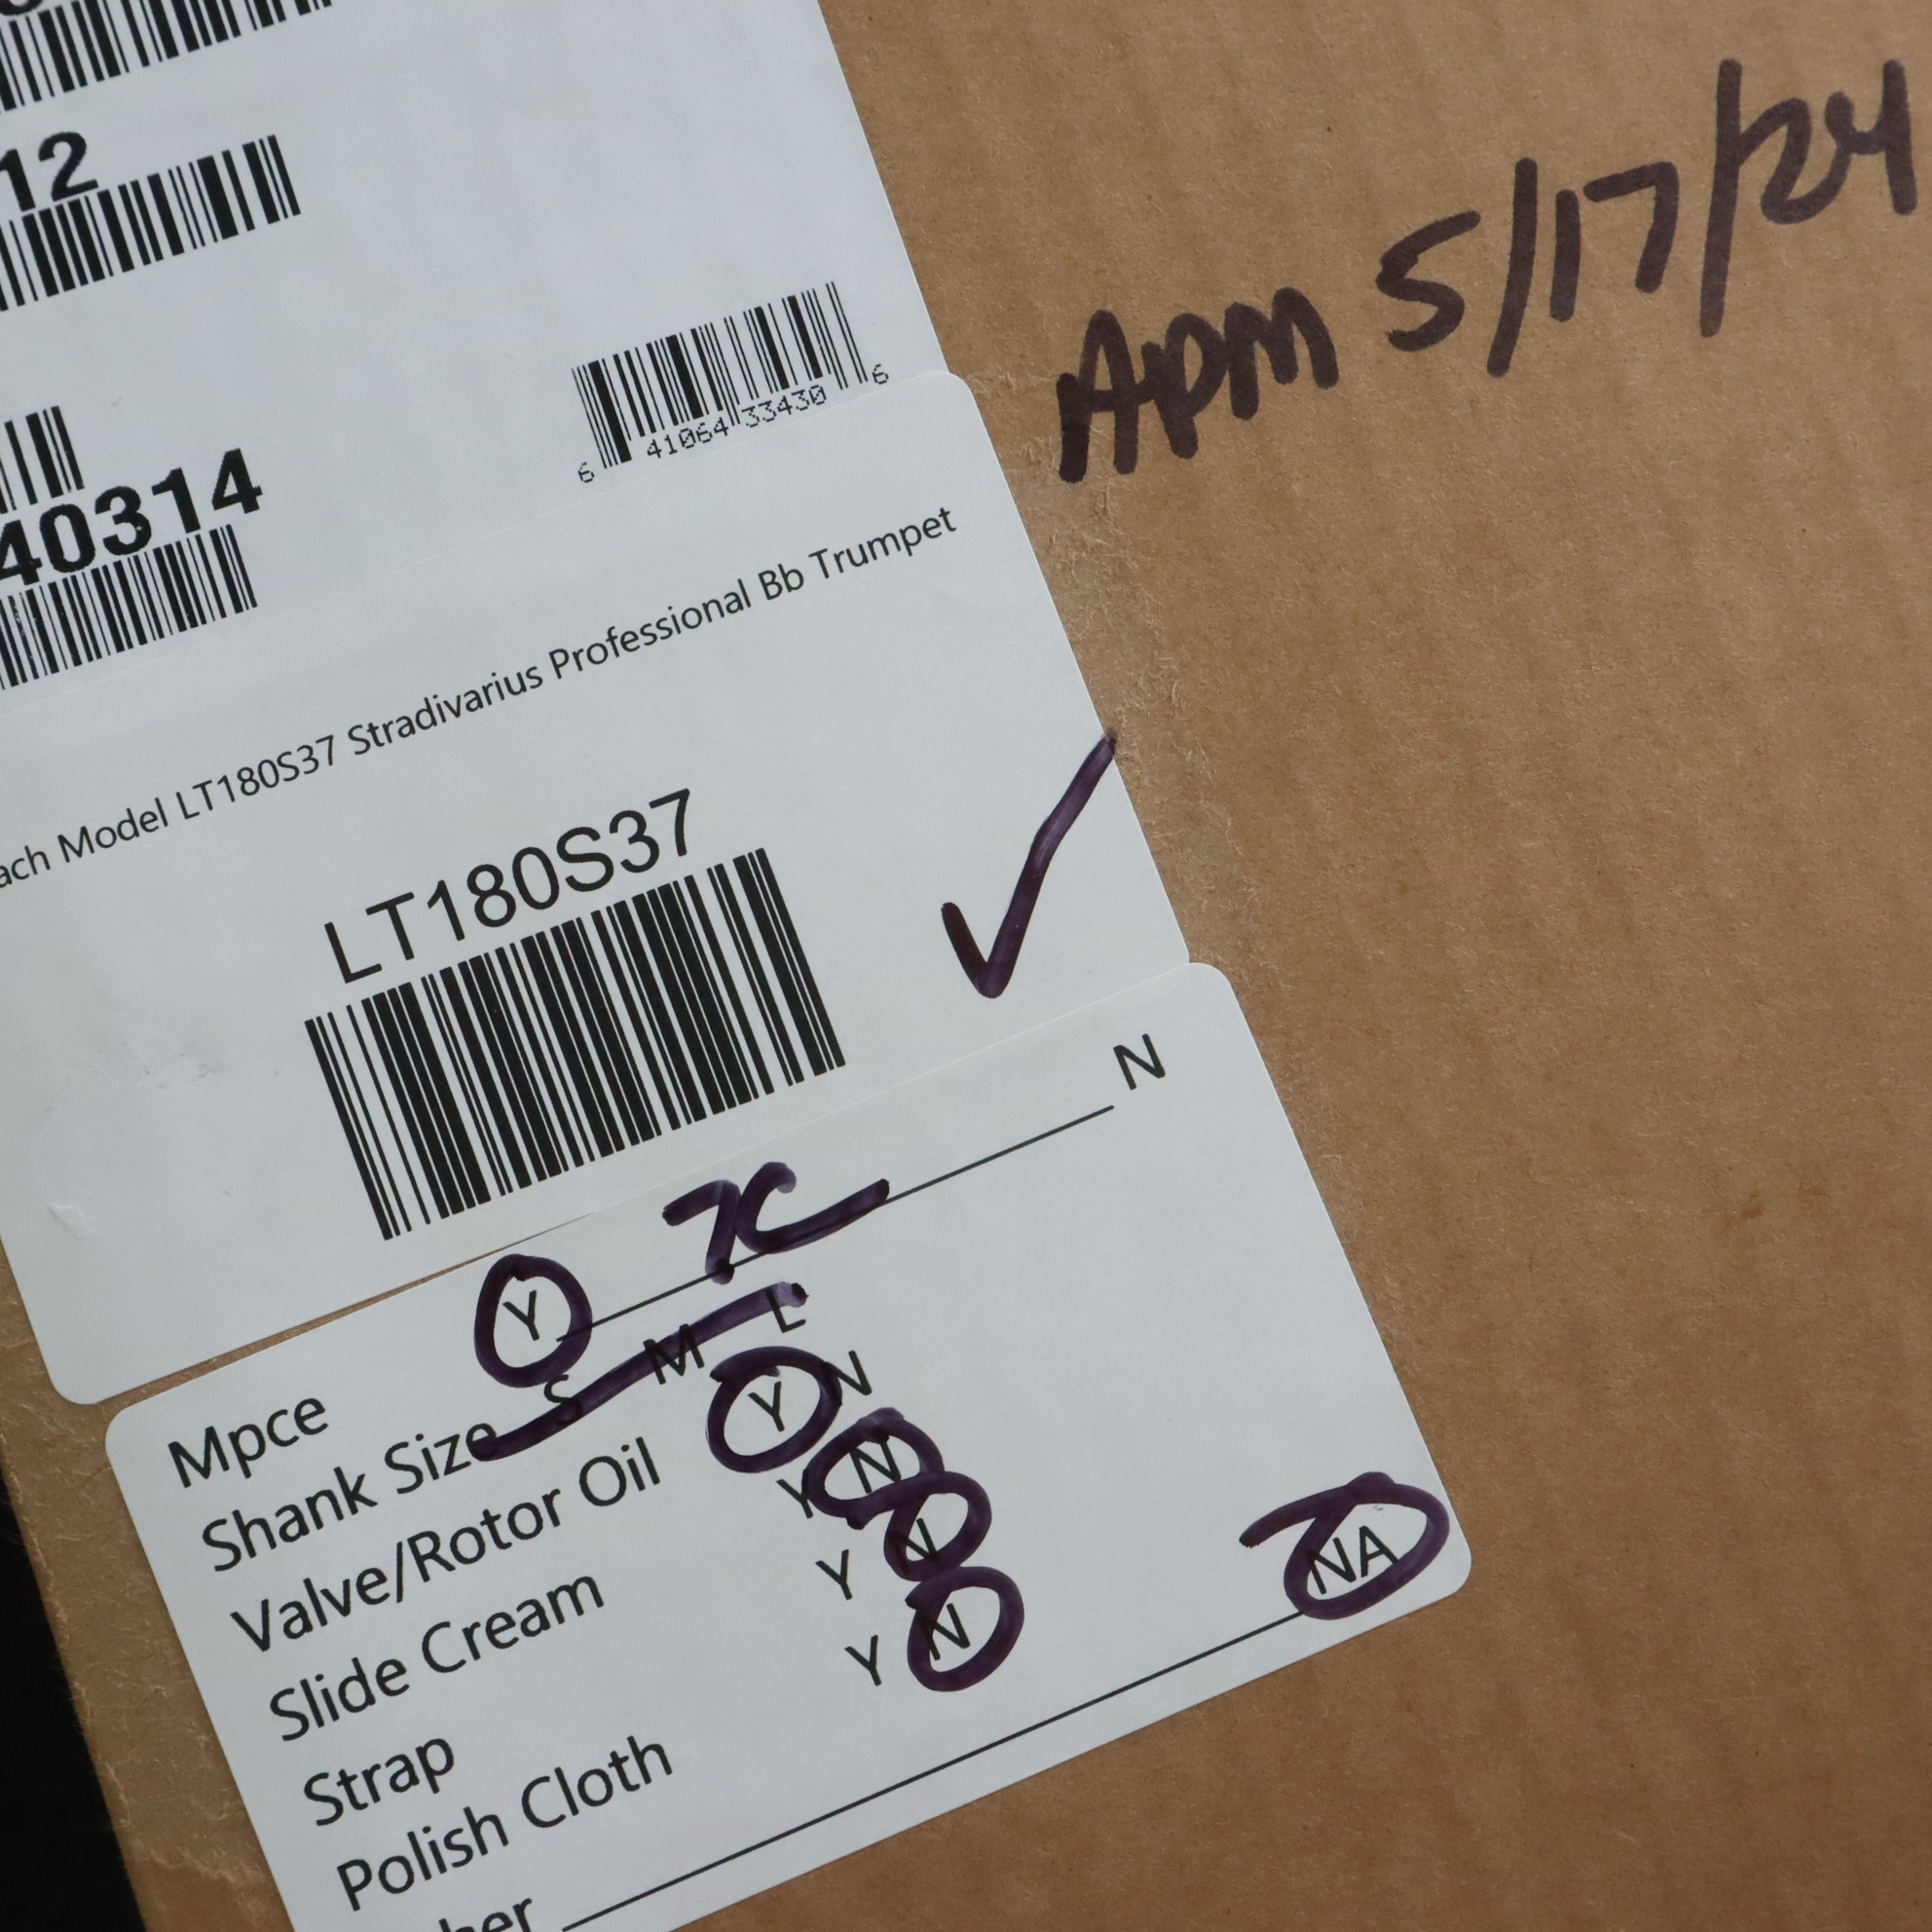 12
6 41064 33430 6
Apm 5/17/24
40314
ach Model LT180S37 Stradivarius Professional Bb Trumpet
LT180S37
Mpce Y 7C N
Shank Size S M L
Valve/Rotor Oil Y N
Slide Cream Y N
Strap Y N
Polish Cloth Y N
her NA